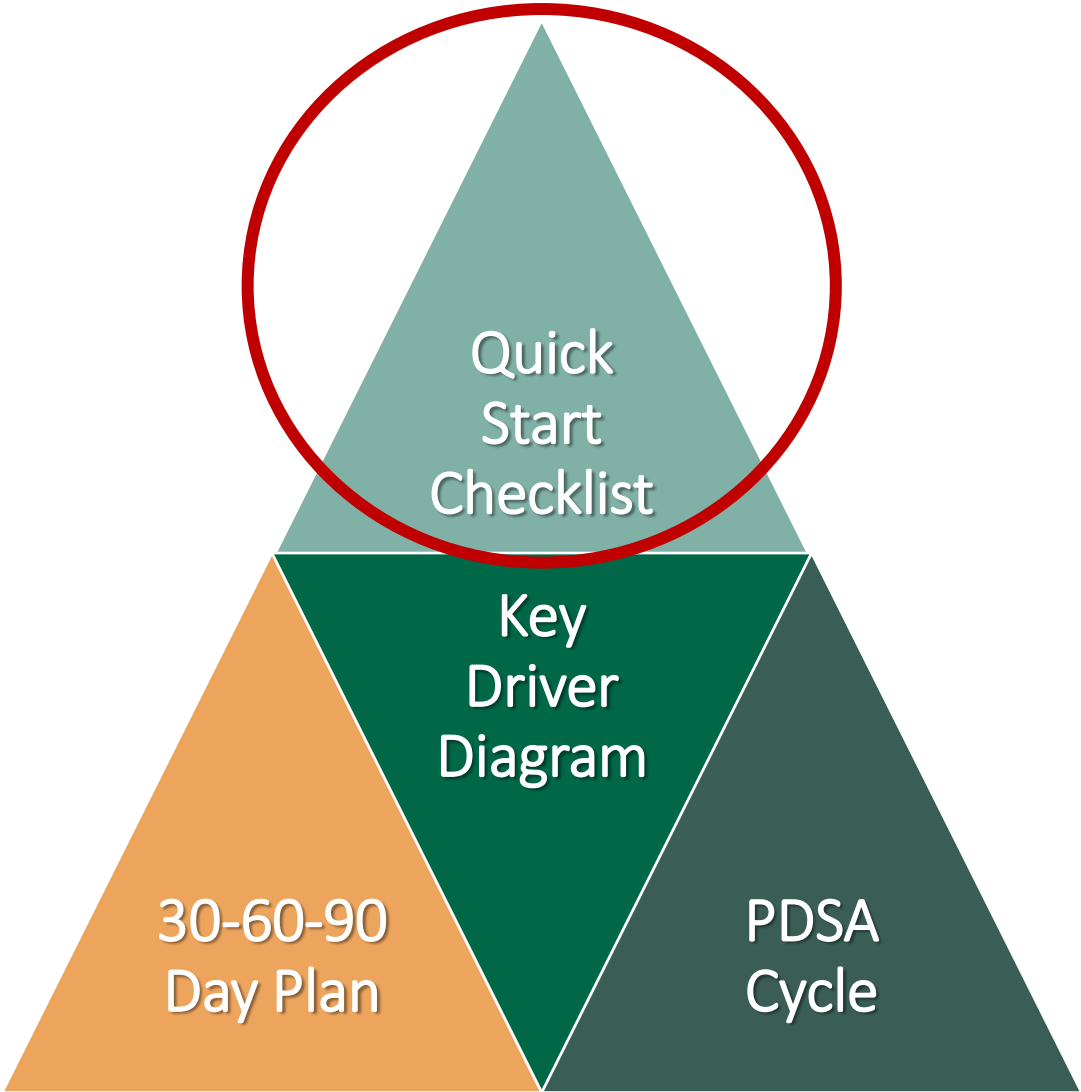 Quick
Start
Checklist
Key
Driver
Diagram
30-60-90
Day Plan
PDSA
Cycle